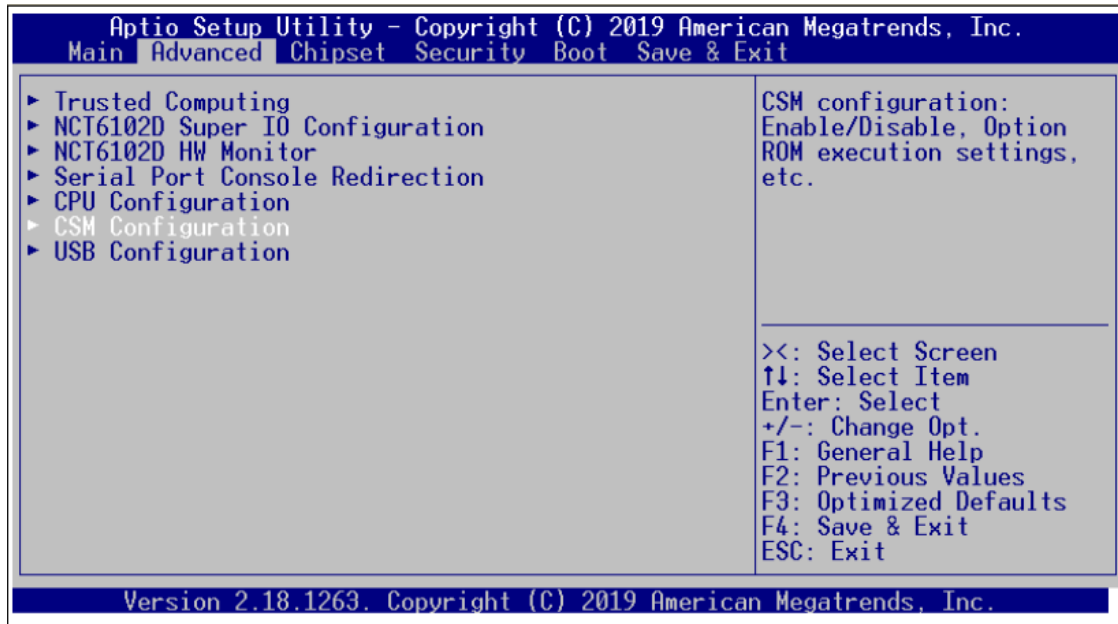 Aptio Setup Utility – Copyright (C) 2019 American Megatrends, Inc.
Main Advanced Chipset Security Boot Save & Exit
► Trusted Computing
► NCT6102D Super IO Configuration
► NCT6102D HW Monitor
► Serial Port Console Redirection
► CPU Configuration
► CSM Configuration
► USB Configuration
CSM configuration:
Enable/Disable, Option
ROM execution settings,
etc.
><: Select Screen
↑↓: Select Item
Enter: Select
+/-: Change Opt.
F1: General Help
F2: Previous Values
F3: Optimized Defaults
F4: Save & Exit
ESC: Exit
Version 2.18.1263. Copyright (C) 2019 American Megatrends, Inc.